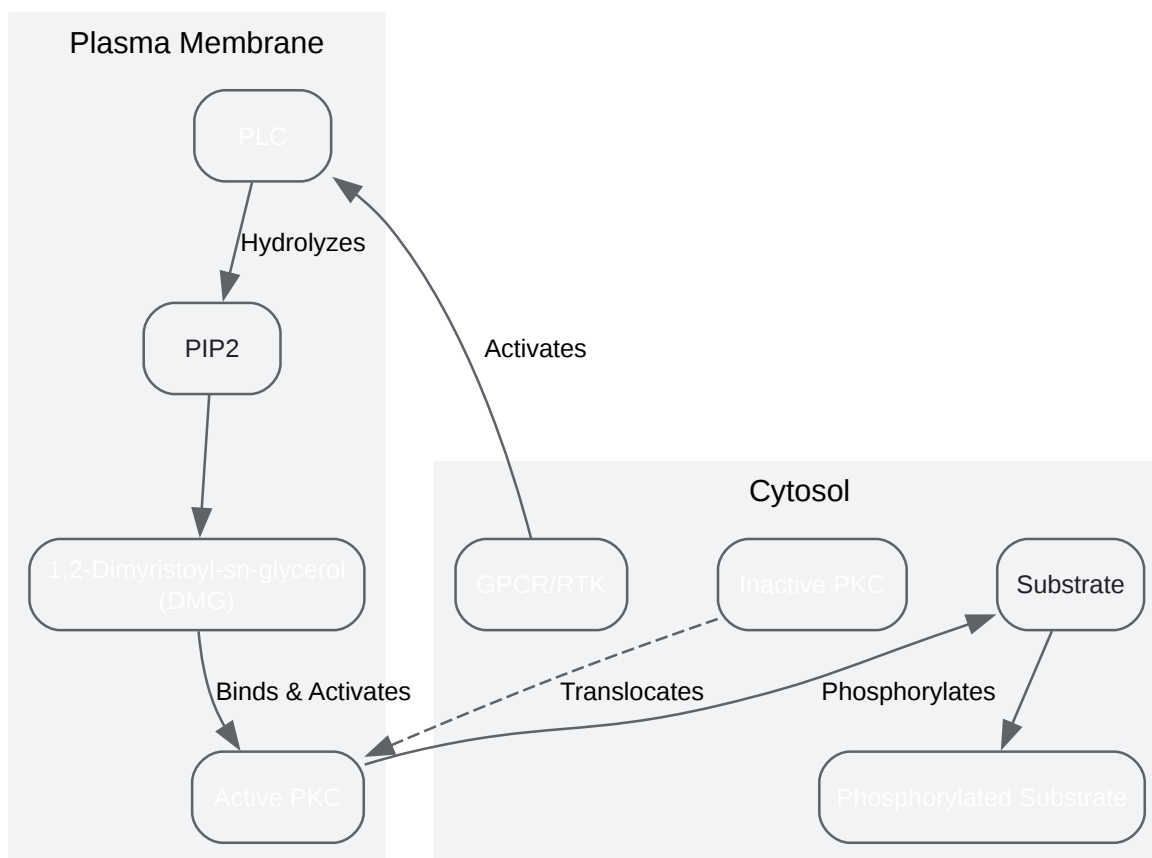 Plasma Membrane
PLC
Hydrolyzes
PIP2
Activates
Cytosol
1,2-Dimyristoyl-sn-glycerol
(DMG)
GPCR/RTK
Inactive PKC
Substrate
Binds & Activates
Translocates
Phosphorylates
Active PKC
Phosphorylated Substrate